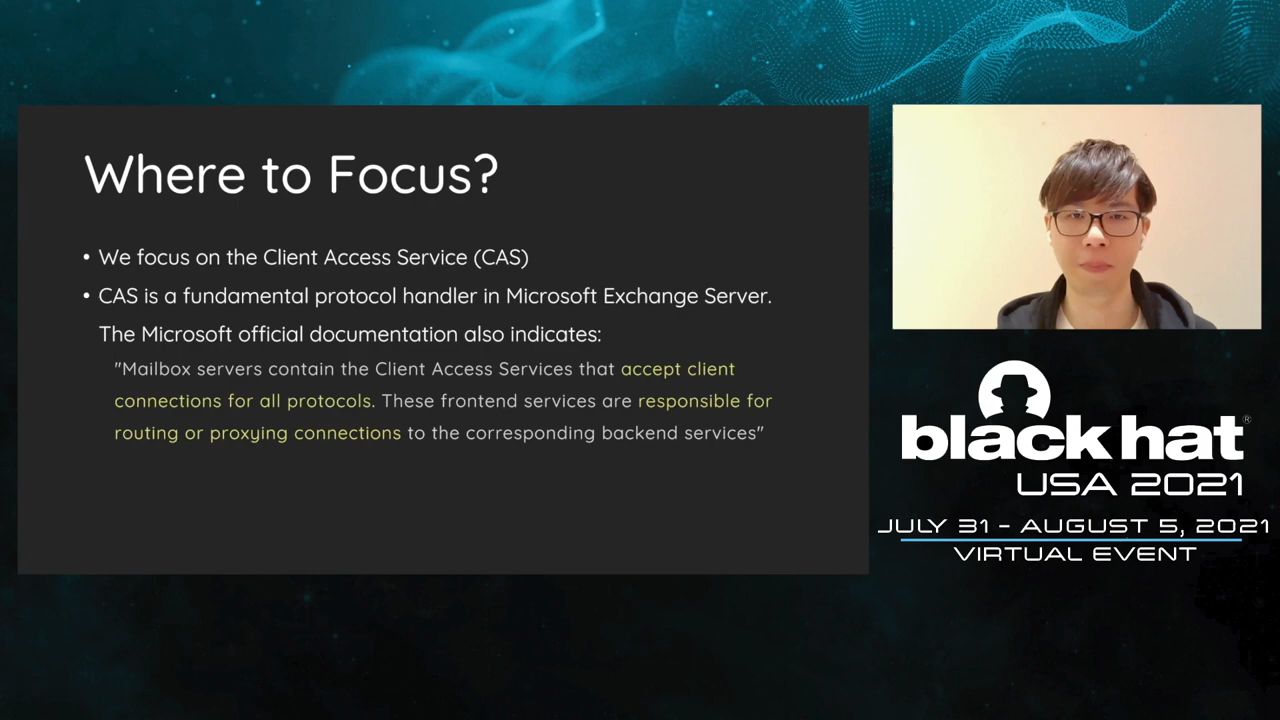 Where to Focus?
• We focus on the Client Access Service (CAS)
• CAS is a fundamental protocol handler in Microsoft Exchange Server.
The Microsoft official documentation also indicates:
"Mailbox servers contain the Client Access Services that accept client
connections for all protocols. These frontend services are responsible for
routing or proxying connections to the corresponding backend services"
black hat®
USA 2021
JULY 31 - AUGUST 5, 2021
VIRTUAL EVENT